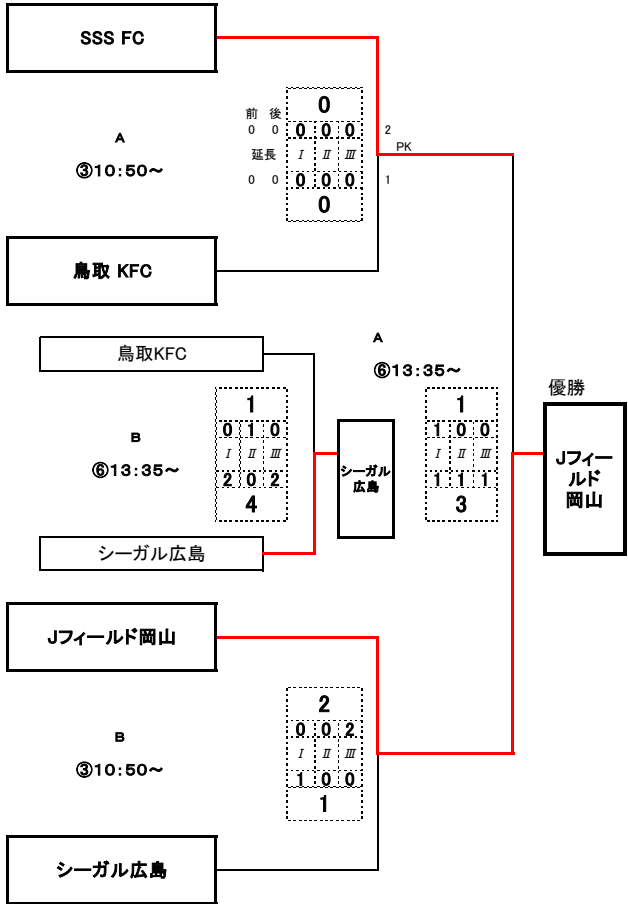 SSS FC
0
前 後
0 0 0 0 0 2
PK
A
延長 Ⅰ Ⅱ Ⅲ
③10：50～
0 0 0 0 0 1
0
鳥取 KFC
鳥取KFC
A
⑥13：35～
優勝
1
0 1 0
B
Ⅰ Ⅱ Ⅲ
⑥13：35～
2 0 2
4
シーガル
広島
1
1 0 0
Ⅰ Ⅱ Ⅲ
1 1 1
3
Jフィー
ルド
岡山
シーガル広島
Jフィールド岡山
2
0 0 2
B
Ⅰ Ⅱ Ⅲ
③10：50～
1 0 0
1
シーガル広島